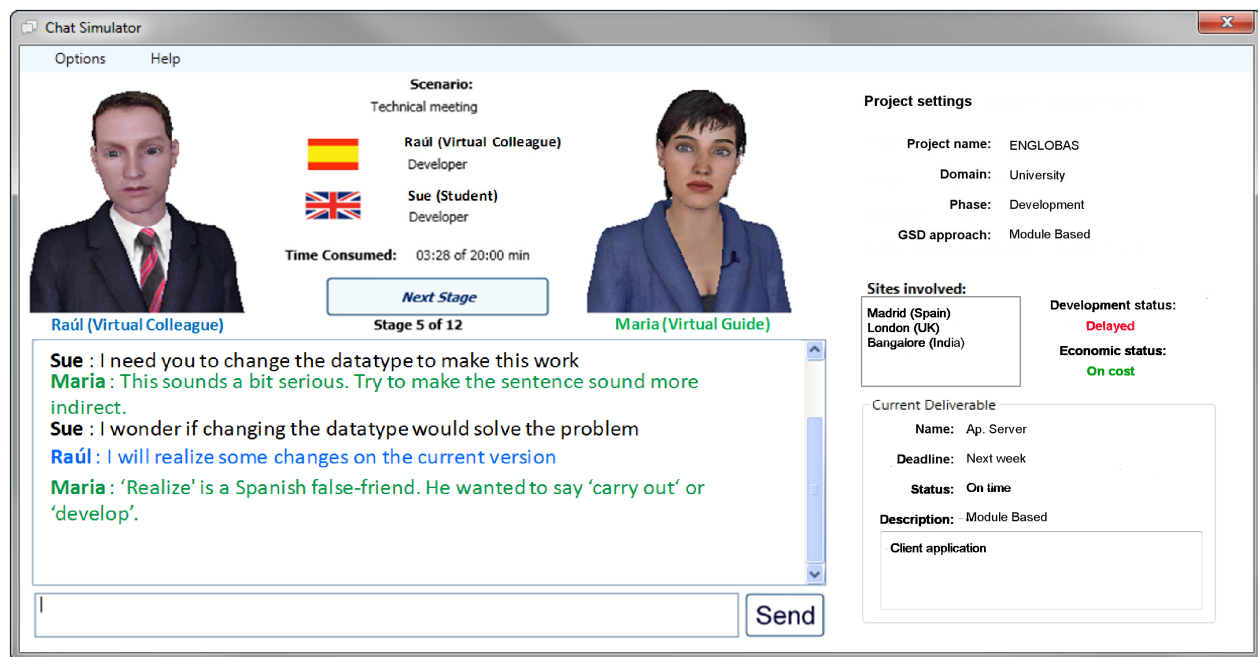 Chat Simulator
X
Options Help
Scenario:
Technical meeting
Raúl (Virtual Colleague)
Developer
Sue (Student)
Developer
Time Consumed: 03:28 of 20:00 min
Next Stage
Stage 5 of 12
Raúl (Virtual Colleague)
Maria (Virtual Guide)
Sue : I need you to change the datatype to make this work
Maria : This sounds a bit serious. Try to make the sentence sound more
indirect.
Sue : I wonder if changing the datatype would solve the problem
Raúl : I will realize some changes on the current version
Maria : ‘Realize' is a Spanish false-friend. He wanted to say ‘carry out‘ or
‘develop’.
Send
Project settings
Project name: ENGLOBAS
Domain: University
Phase: Development
GSD approach: Module Based
Sites involved:
Madrid (Spain)
London (UK)
Bangalore (India)
Development status:
Delayed
Economic status:
On cost
Current Deliverable
Name: Ap. Server
Deadline: Next week
Status: On time
Description: - Module Based
Client application